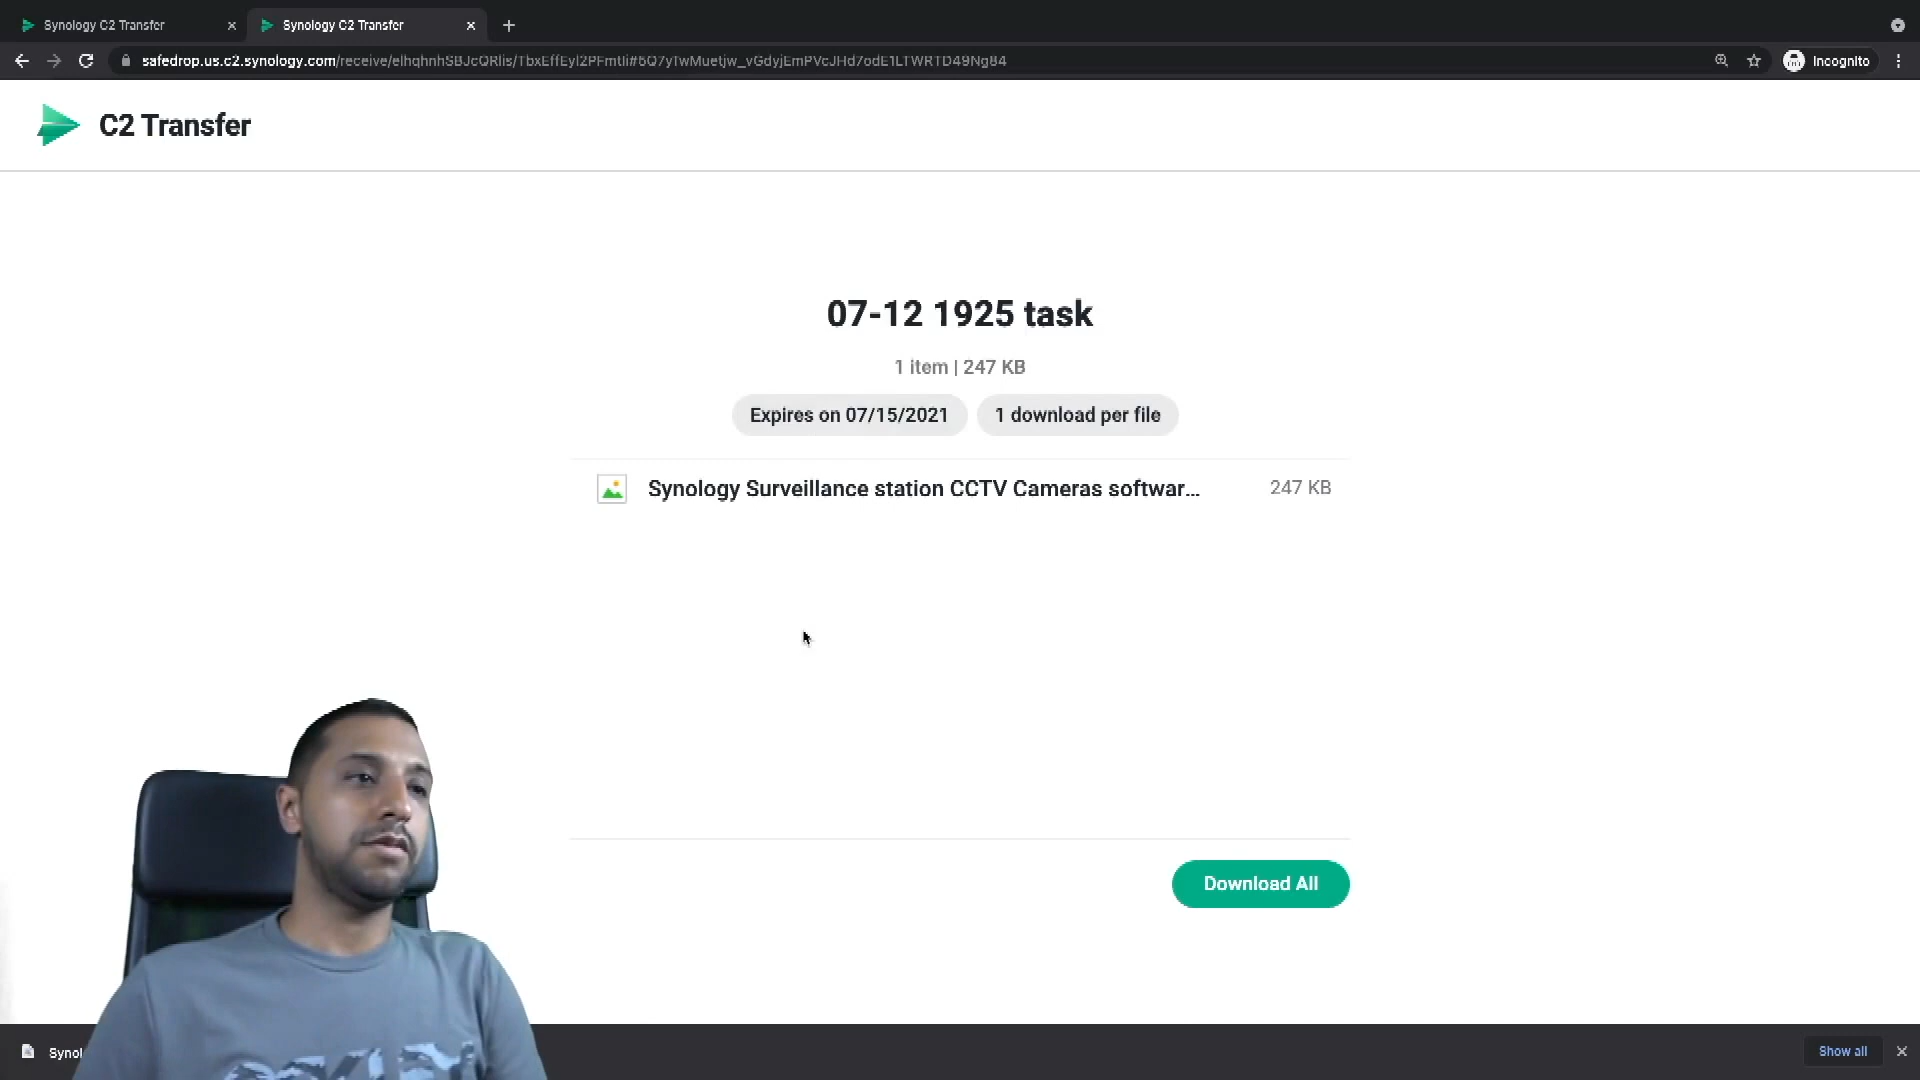 Synology C2 Transfer
Synology C2 Transfer
Incognito
C2 Transfer
07-12 1925 task
1 item | 247 KB
Expires on 07/15/2021
1 download per file
Synology Surveillance station CCTV Cameras softwar...
247 KB
Download All
Synol
Show all